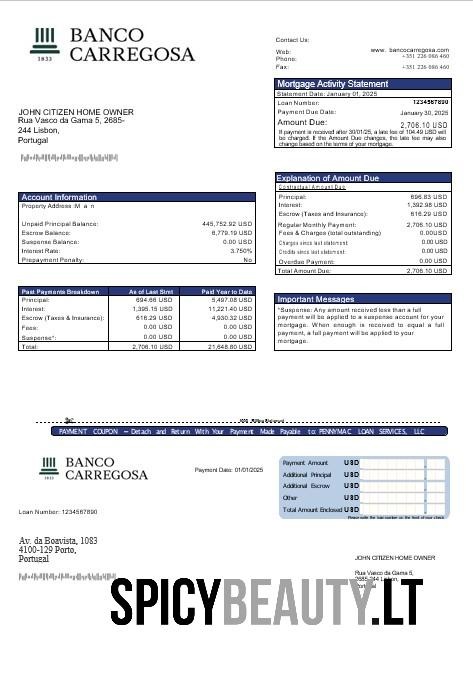 BANCO
CARREGOSA
1833
Contact Us:
Web: www. bancocarregosa.com
Phone: +351 226 086 460
Fax: +351 226 086 460
Mortgage Activity Statement
Statement Date: January 01, 2025
Loan Number: 1234567890
Payment Due Date: January 30, 2025
Amount Due: 2,706.10 USD
If payment is received after 30/01/25, a late fee of 104.49 USD will
be charged. If the Amount Due changes, the late fee may also
change based on the terms of your mortgage.
JOHN CITIZEN HOME OWNER
Rua Vasco da Gama 5, 2685-
244 Lisbon,
Portugal
Explanation of Amount Due
Contractual Amount Due
Principal: 696.83 USD
Interest: 1,392.98 USD
Escrow (Taxes and Insurance): 616.29 USD
Regular Monthly Payment: 2,706.10 USD
Fees & Charges (total outstanding) 0.00USD
Charges since last statement: 0.00 USD
Credits since last statement: 0.00 USD
Overdue Payment: 0.00 USD
Total Amount Due: 2,706.10 USD
Account Information
Property Address :M a n
Unpaid Principal Balance: 445,752.92 USD
Escrow Balance: 6,779.19 USD
Suspense Balance: 0.00 USD
Interest Rate: 3.750%
Prepayment Penalty: No
Past Payments Breakdown As of Last Stmt Paid Year to Date
Principal: 694.66 USD 5,497.08 USD
Interest: 1,395.15 USD 11,221.40 USD
Escrow (Taxes & Insurance): 616.29 USD 4,930.32 USD
Fees: 0.00 USD 0.00 USD
Suspense*: 0.00 USD 0.00 USD
Total: 2,706.10 USD 21,648.80 USD
Important Messages
*Suspense: Any amount received less than a full
payment will be applied to a suspense account for your
mortgage. When enough is received to equal a full
payment, a full payment will be applied to your
mortgage.
PAYMENT COUPON – Detach and Return With Your Payment Made Payable to: PENNYMAC LOAN SERVICES, LLC
BANCO
CARREGOSA
1833
Payment Date: 01/01/2025
Payment Amount USD
Additional Principal USD
Additional Escrow USD
Other USD
Total Amount Enclosed USD
Please write the loan number on the front of your check.
Loan Number: 1234567890
Av. da Boavista, 1083
4100-129 Porto,
Portugal
JOHN CITIZEN HOME OWNER
Rua Vasco da Gama 5,
2685-244 Lisbon,
SPICYBEAUTY.LT